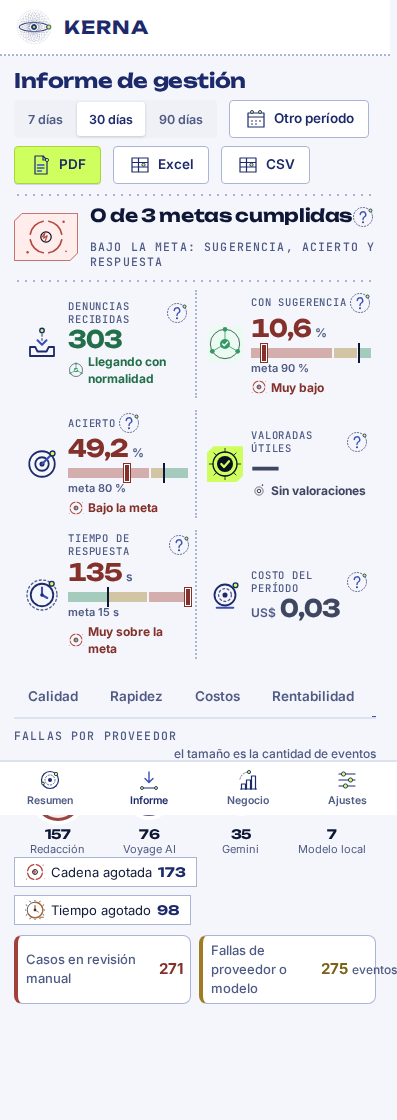 KERNA
Informe de gestión
7 días 30 días 90 días Otro período
PDF Excel CSV
0 de 3 metas cumplidas ?
BAJO LA META: SUGERENCIA, ACIERTO Y
RESPUESTA
DENUNCIAS
RECIBIDAS ?
303
Llegando con
normalidad
CON SUGERENCIA ?
10,6 %
meta 90 %
Muy bajo
ACIERTO ?
49,2 %
meta 80 %
Bajo la meta
VALORADAS
ÚTILES ?
—
Sin valoraciones
TIEMPO DE
RESPUESTA ?
135 s
meta 15 s
Muy sobre la
meta
COSTO DEL
PERÍODO ?
US$ 0,03
Calidad Rapidez Costos Rentabilidad
FALLAS POR PROVEEDOR
el tamaño es la cantidad de eventos
Resumen Informe Negocio Ajustes
157 76 35 7
Redacción Voyage AI Gemini Modelo local
Cadena agotada 173
Tiempo agotado 98
Casos en revisión
manual 271
Fallas de
proveedor o
modelo 275 eventos